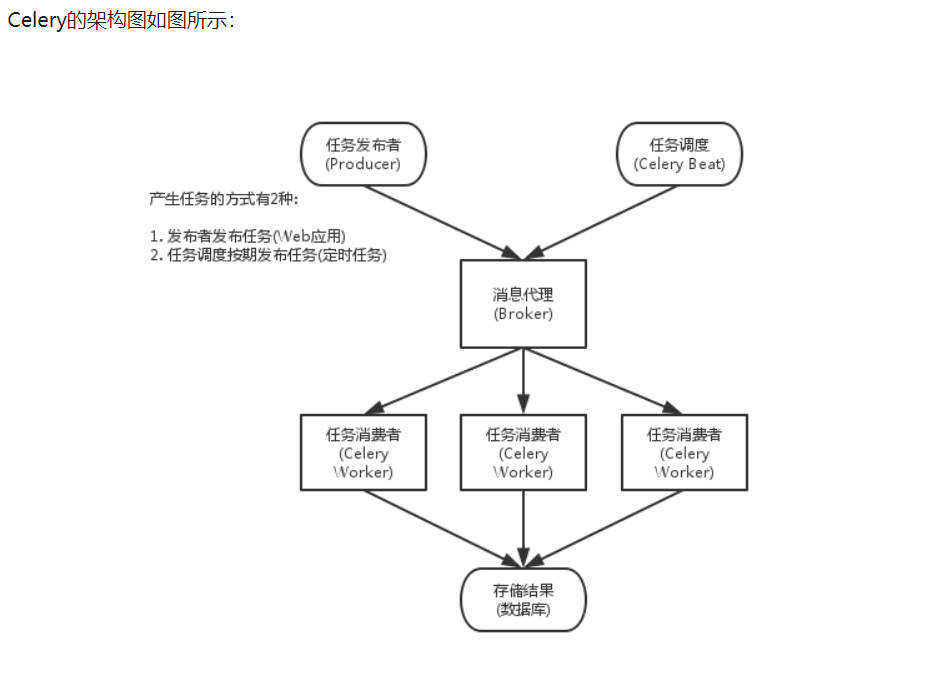 Celery的架构图如图所示：
任务发布者
(Producer)
任务调度
(Celery Beat)
产生任务的方式有2种：
1. 发布者发布任务(Web应用)
2. 任务调度按期发布任务(定时任务)
消息代理
(Broker)
任务消费者
(Celery
Worker)
任务消费者
(Celery
Worker)
任务消费者
(Celery
Worker)
存储结果
(数据库)